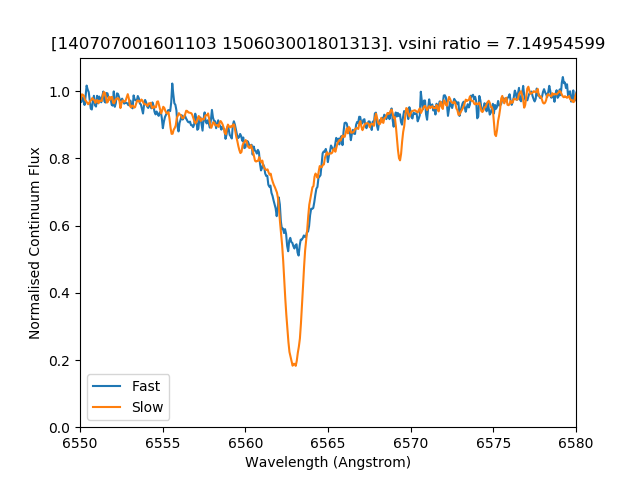 [140707001601103 150603001801313]. vsini ratio = 7.14954599
1.0
0.8
0.6
0.4
0.2
0.0
Normalised Continuum Flux
Fast
Slow
6550 6555 6560 6565 6570 6575 6580
Wavelength (Angstrom)